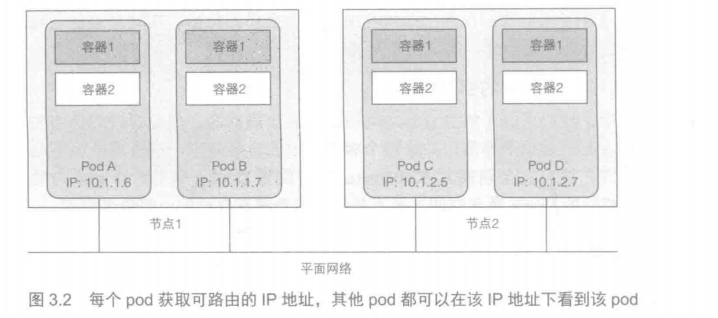 容器1 容器1 容器1 容器1
容器2 容器2 容器2 容器2
Pod A Pod B Pod C Pod D
IP: 10.1.1.6 IP: 10.1.1.7 IP: 10.1.2.5 IP: 10.1.2.7
节点1 节点2
平面网络
图 3.2 每个 pod 获取可路由的 IP 地址，其他 pod 都可以在该 IP 地址下看到该 pod